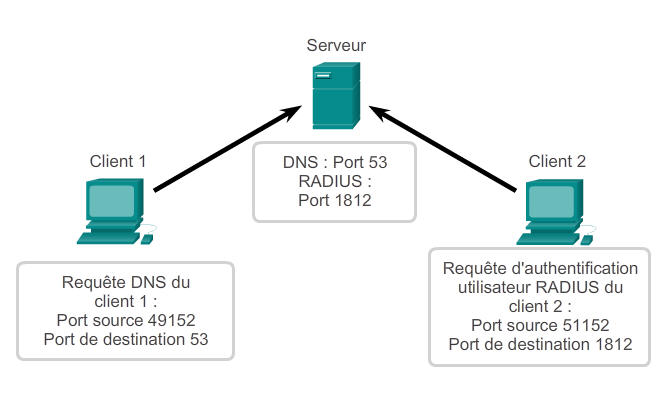 Serveur
Client 1
Client 2
DNS : Port 53
RADIUS :
Port 1812
Requête DNS du
client 1 :
Port source 49152
Port de destination 53
Requête d'authentification
utilisateur RADIUS du
client 2 :
Port source 51152
Port de destination 1812